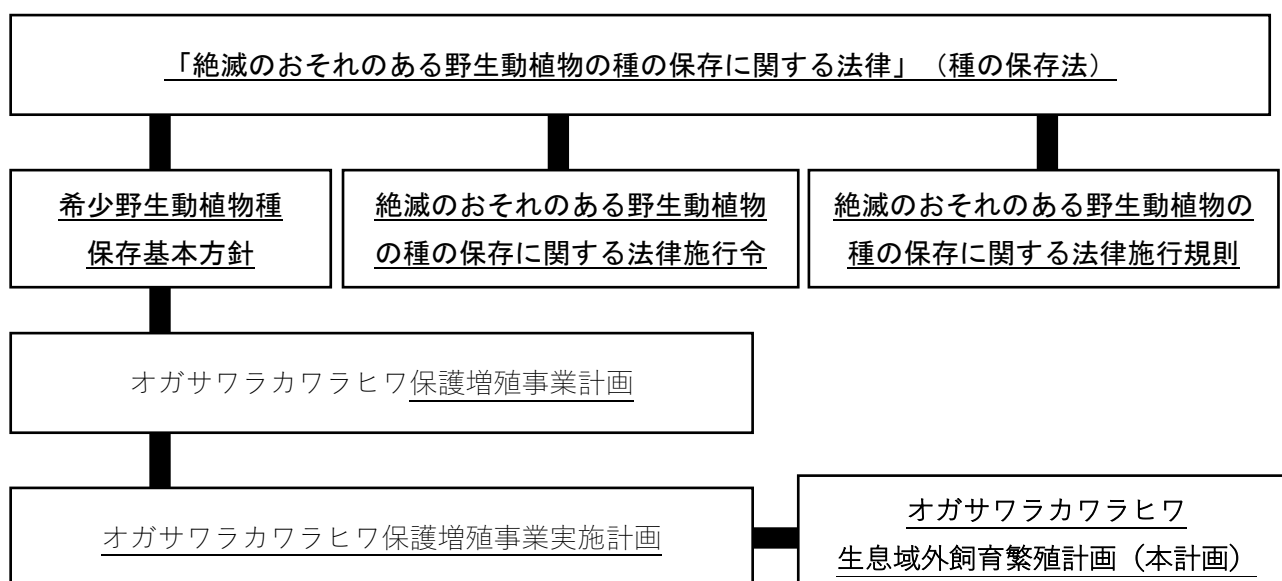 「絶滅のおそれのある野生動植物の種の保存に関する法律」（種の保存法）
希少野生動植物種
保存基本方針
絶滅のおそれのある野生動植物
の種の保存に関する法律施行令
絶滅のおそれのある野生動植物の
種の保存に関する法律施行規則
オガサワラカワラヒワ保護増殖事業計画
オガサワラカワラヒワ保護増殖事業実施計画
オガサワラカワラヒワ
生息域外飼育繁殖計画（本計画）